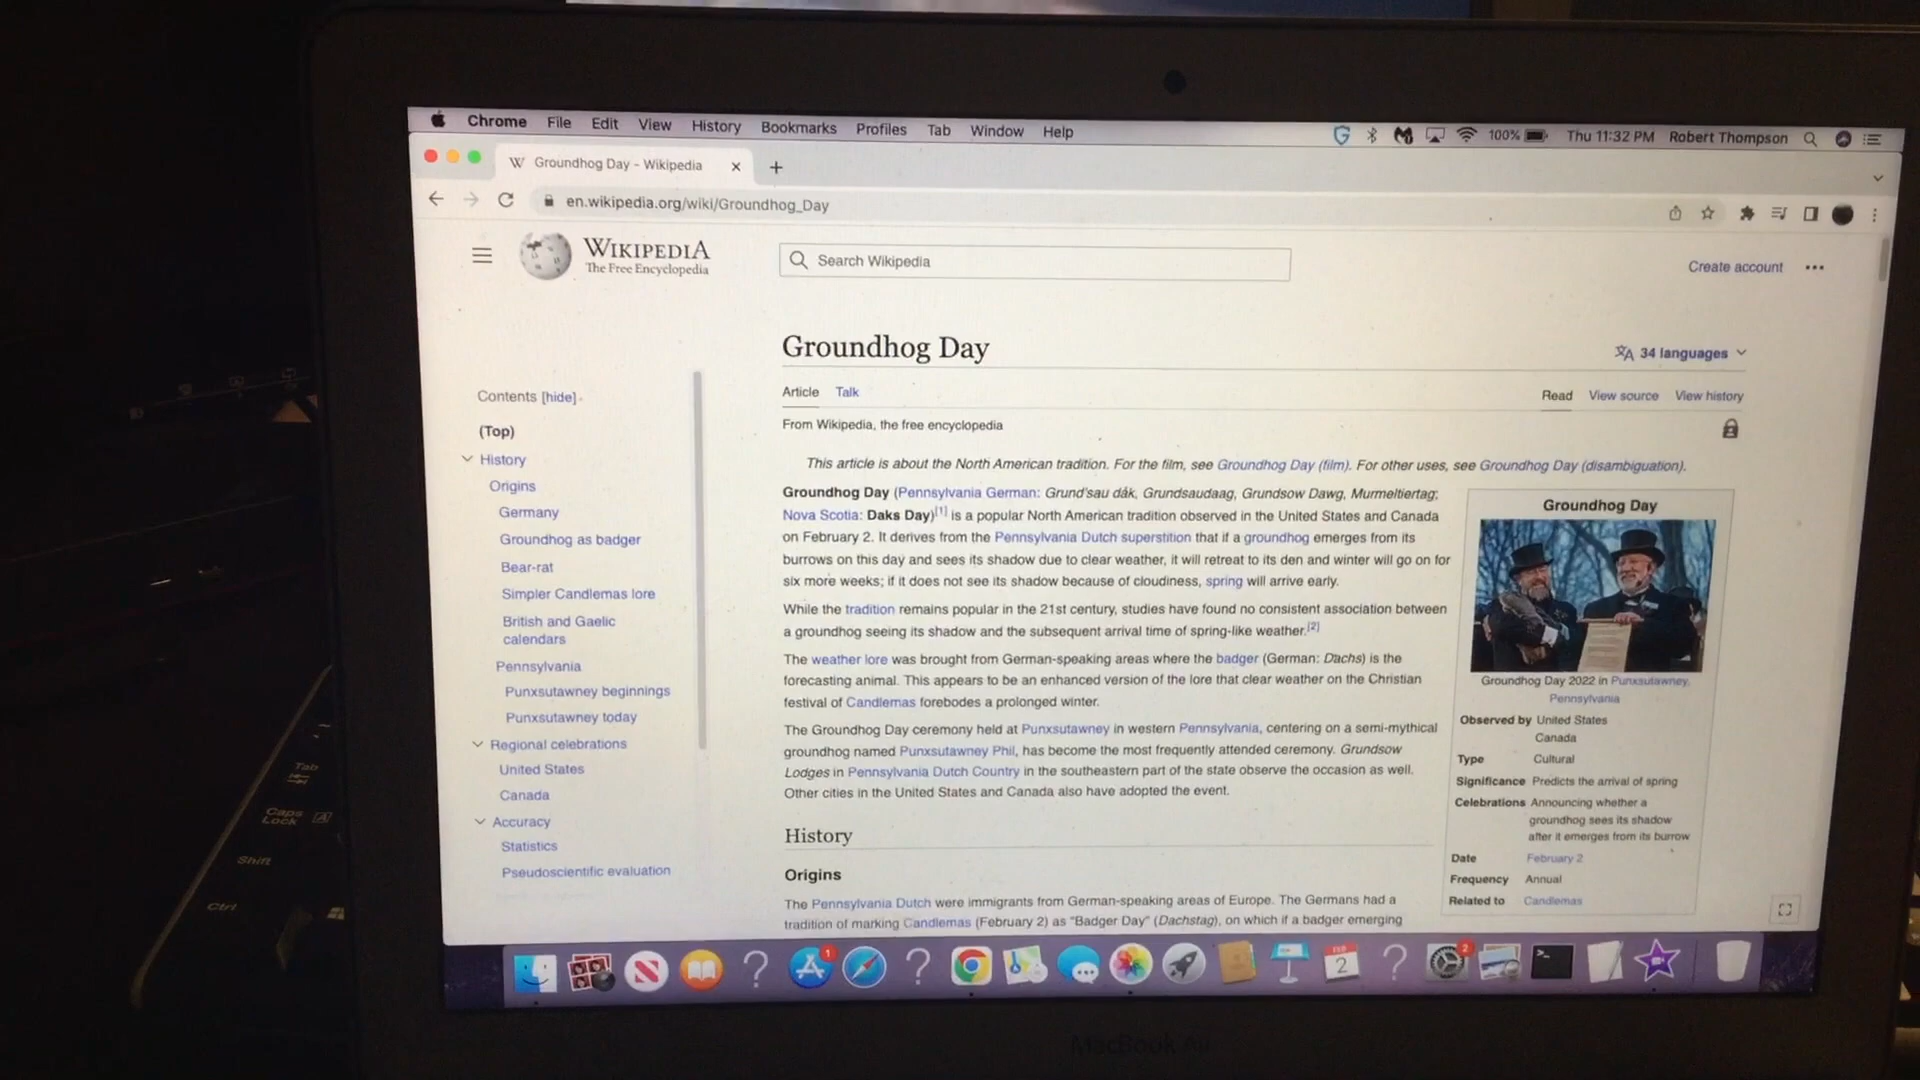 Chrome File Edit View History Bookmarks Profiles Tab Window Help
100% Thu 11:32 PM Robert Thompson
Groundhog Day - Wikipedia
en.wikipedia.org/wiki/Groundhog_Day
WIKIPEDIA
The Free Encyclopedia
Search Wikipedia
Create account
Groundhog Day
34 languages
Article Talk
Read View source View history
From Wikipedia, the free encyclopedia
This article is about the North American tradition. For the film, see Groundhog Day (film). For other uses, see Groundhog Day (disambiguation).
Contents [hide]
(Top)
History
Origins
Germany
Groundhog as badger
Bear-rat
Simpler Candlemas lore
British and Gaelic
calendars
Pennsylvania
Punxsutawney beginnings
Punxsutawney today
Regional celebrations
United States
Canada
Accuracy
Statistics
Pseudoscientific evaluation
Groundhog Day (Pennsylvania German: Grund'sau dåk, Grundsaudaag, Grundsow Dawg, Murmeltiertag;
Nova Scotia: Daks Day)[1] is a popular North American tradition observed in the United States and Canada
on February 2. It derives from the Pennsylvania Dutch superstition that if a groundhog emerges from its
burrows on this day and sees its shadow due to clear weather, it will retreat to its den and winter will go on for
six more weeks; if it does not see its shadow because of cloudiness, spring will arrive early.
While the tradition remains popular in the 21st century, studies have found no consistent association between
a groundhog seeing its shadow and the subsequent arrival time of spring-like weather.[2]
The weather lore was brought from German-speaking areas where the badger (German: Dachs) is the
forecasting animal. This appears to be an enhanced version of the lore that clear weather on the Christian
festival of Candlemas forebodes a prolonged winter.
The Groundhog Day ceremony held at Punxsutawney in western Pennsylvania, centering on a semi-mythical
groundhog named Punxsutawney Phil, has become the most frequently attended ceremony. Grundsow
Lodges in Pennsylvania Dutch Country in the southeastern part of the state observe the occasion as well.
Other cities in the United States and Canada also have adopted the event.
History
Origins
The Pennsylvania Dutch were immigrants from German-speaking areas of Europe. The Germans had a
tradition of marking Candlemas (February 2) as "Badger Day" (Dachstag), on which if a badger emerging
Groundhog Day
Groundhog Day 2022 in Punxsutawney,
Pennsylvania
Observed by United States
Canada
Type Cultural
Significance Predicts the arrival of spring
Celebrations Announcing whether a
groundhog sees its shadow
after it emerges from its burrow
Date February 2
Frequency Annual
Related to Candlemas
1
FEB
2
2
MacBook Air
Tab
Caps
Lock A
Shift
Ctrl